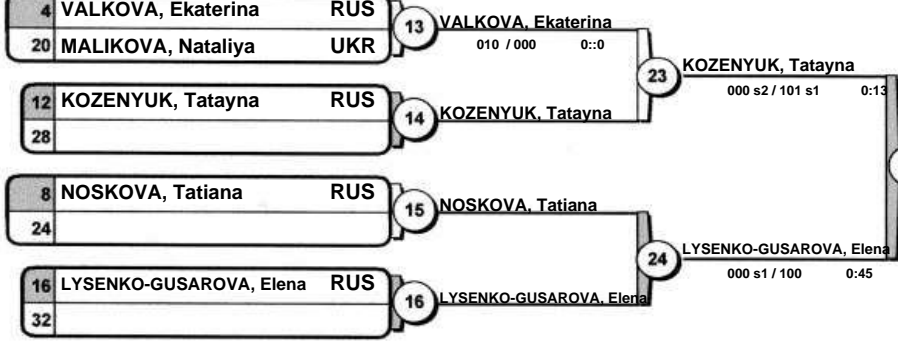 4 VALKOVA, Ekaterina RUS
20 MALIKOVA, Nataliya UKR
13
VALKOVA, Ekaterina
010 / 000 0::0
12 KOZENYUK, Tatayna RUS
28
14
KOZENYUK, Tatayna
23
KOZENYUK, Tatayna
000 s2 / 101 s1 0:13
8 NOSKOVA, Tatiana RUS
24
15
NOSKOVA, Tatiana
16 LYSENKO-GUSAROVA, Elena RUS
32
16
LYSENKO-GUSAROVA, Elena
24
LYSENKO-GUSAROVA, Elena
000 s1 / 100 0:45